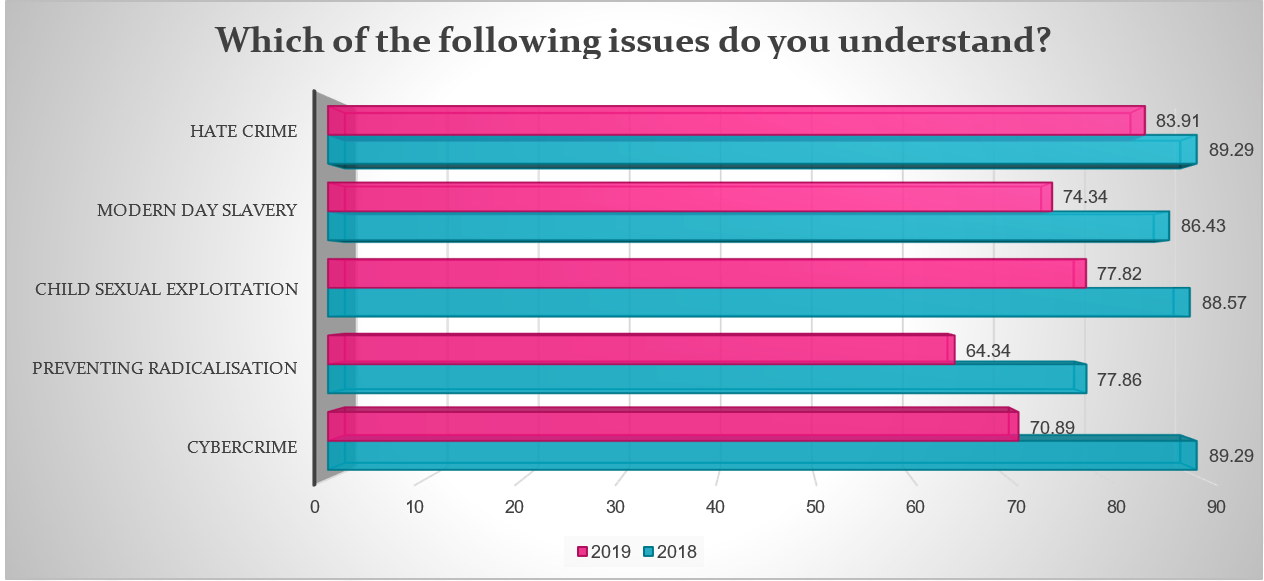 Which of the following issues do you understand?
HATE CRIME
83.91
89.29
MODERN DAY SLAVERY
74.34
86.43
CHILD SEXUAL EXPLOITATION
77.82
88.57
PREVENTING RADICALISATION
64.34
77.86
CYBERCRIME
70.89
89.29
0 10 20 30 40 50 60 70 80 90
2019 2018